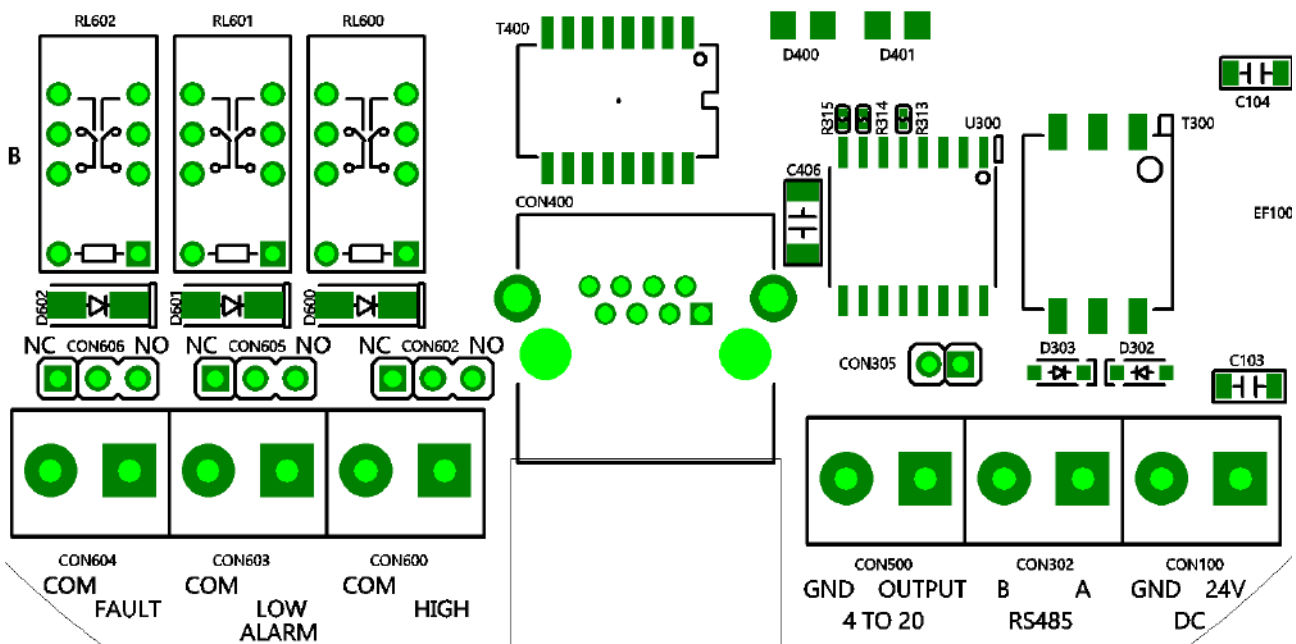 RL602 RL601 RL600
T400
D400 D401
C104
R315 R314 R313
U300 T300
B
C406
CON400
EF100
D602 D601 D600
NC CON606 NO NC CON605 NO NC CON602 NO
CON305
D303 D302
C103
CON604 CON603 CON600
COM COM COM
FAULT LOW HIGH
ALARM
CON500 CON302 CON100
GND OUTPUT B A GND 24V
4 TO 20 RS485 DC